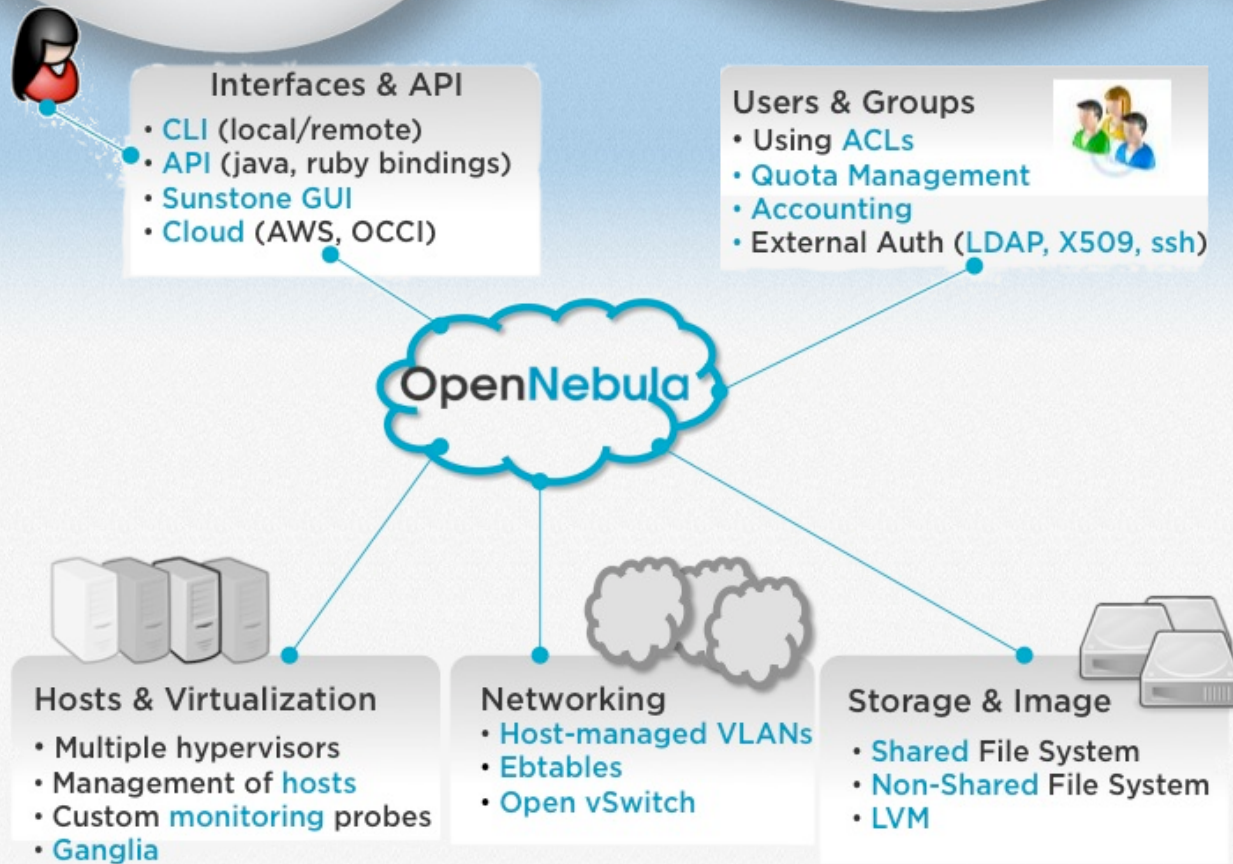 Interfaces & API
• CLI (local/remote)
• API (java, ruby bindings)
• Sunstone GUI
• Cloud (AWS, OCCI)
Users & Groups
• Using ACLs
• Quota Management
• Accounting
• External Auth (LDAP, X509, ssh)
OpenNebula
Hosts & Virtualization
• Multiple hypervisors
• Management of hosts
• Custom monitoring probes
• Ganglia
Networking
• Host-managed VLANs
• Ebtables
• Open vSwitch
Storage & Image
• Shared File System
• Non-Shared File System
• LVM